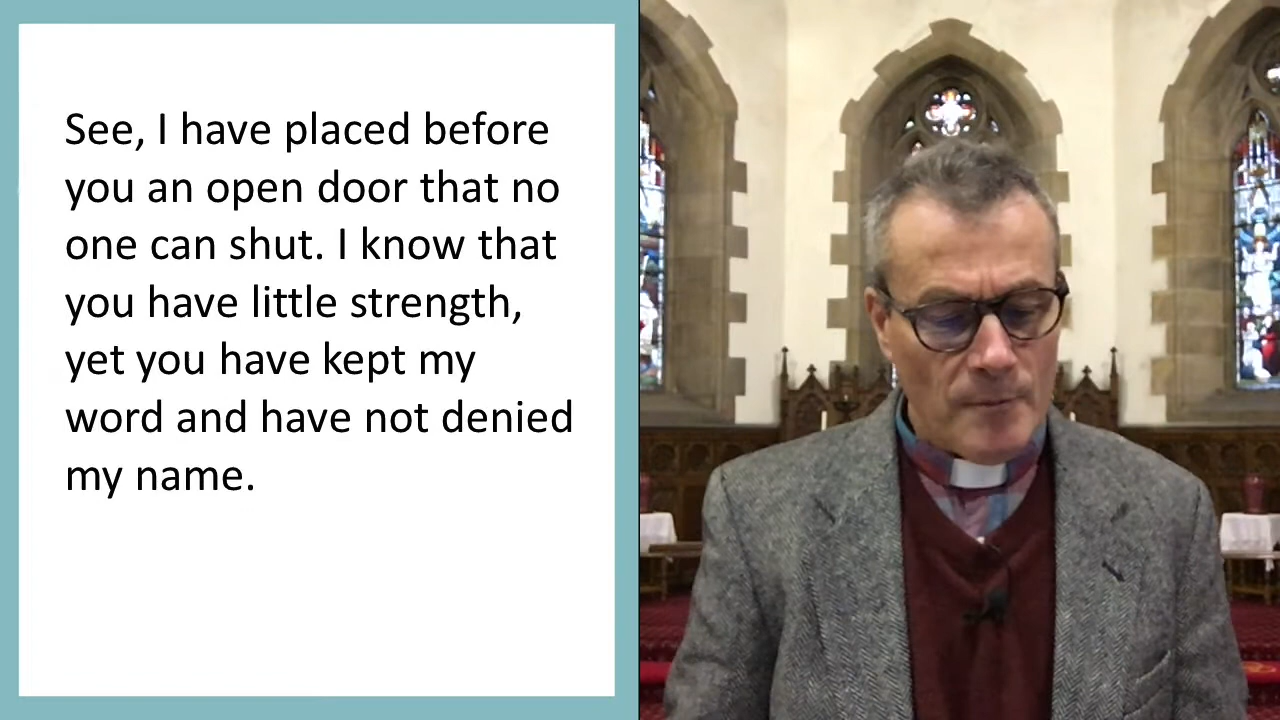 See, I have placed before
you an open door that no
one can shut. I know that
you have little strength,
yet you have kept my
word and have not denied
my name.